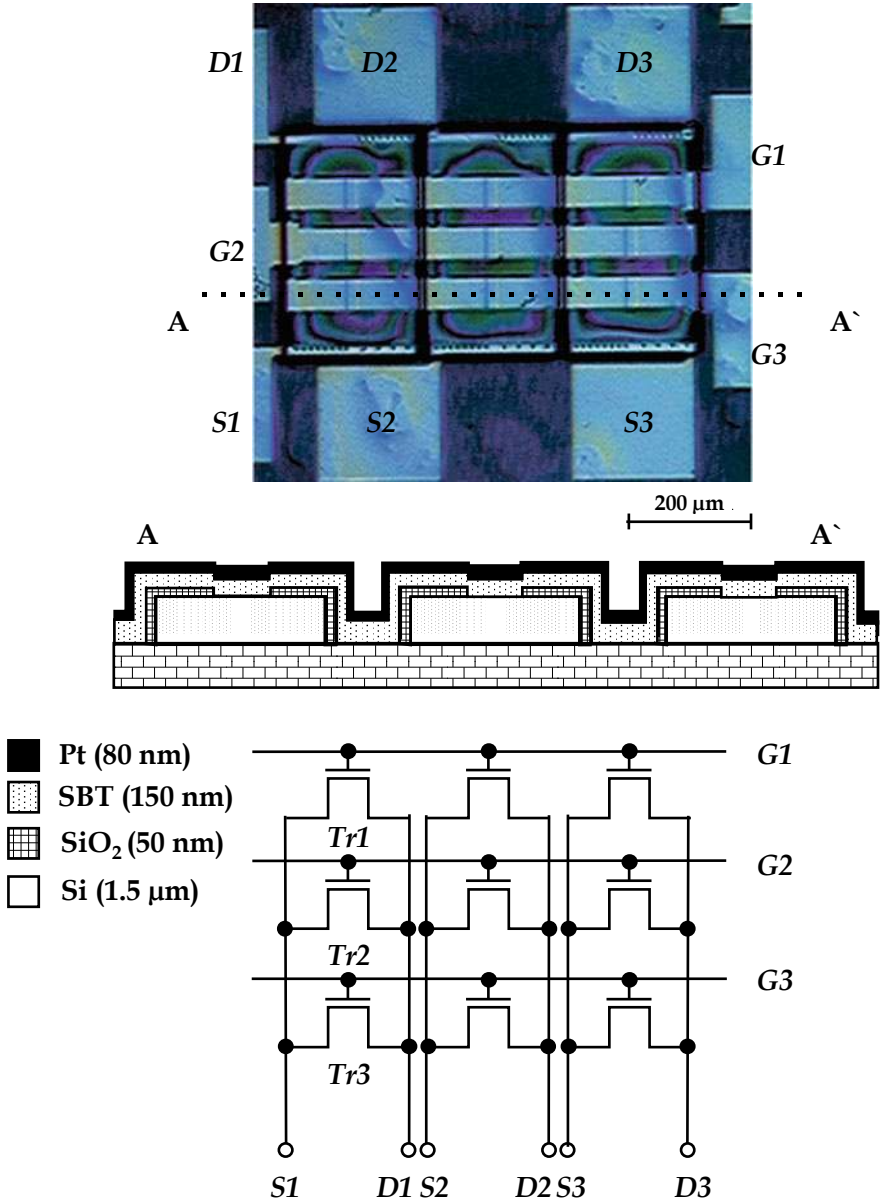 D1 D2 D3
G1
G2
A A`
G3
S1 S2 S3
200 µm
A A`
Pt (80 nm)
SBT (150 nm)
SiO₂ (50 nm)
Si (1.5 µm)
G1
Tr1
G2
Tr2
G3
Tr3
S1 D1 S2 D2 S3 D3